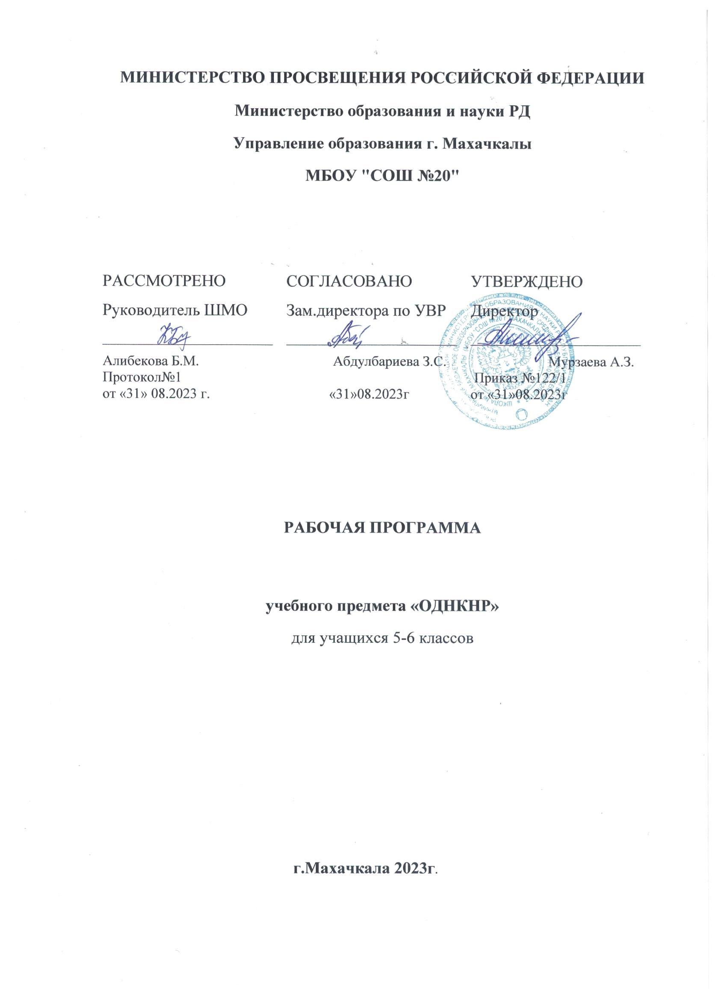 МИНИСТЕРСТВО ПРОСВЕЩЕНИЯ РОССИЙСКОЙ ФЕДЕРАЦИИ
Министерство образования и науки РД
Управление образования г. Махачкалы
МБОУ "СОШ №20"
РАССМОТРЕНО СОГЛАСОВАНО УТВЕРЖДЕНО
Руководитель ШМО Зам.директора по УВР Директор
Алибекова Б.М. Абдулбариева З.С. Мурзаева А.З.
Протокол№1 Приказ №122/1
от «31» 08.2023 г. «31»08.2023г от «31»08.2023г
РАБОЧАЯ ПРОГРАММА
учебного предмета «ОДНКНР»
для учащихся 5-6 классов
г.Махачкала 2023г.